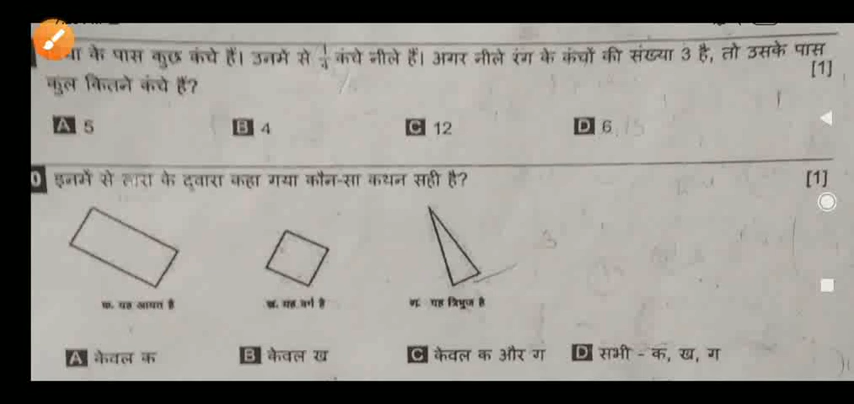 के पास कुछ कंचे हैं। उनमें से 1/4 कंचे नीले हैं। अगर नीले रंग के कंचों की संख्या 3 है, तो उसके पास
कुल कितने कंचे हैं? [1]
A 5 B 4 C 12 D 6
इनमें से तारा के द्वारा कहा गया कौन-सा कथन सही है? [1]
क. यह आयत है ख. यह वर्ग है ग. यह त्रिभुज है
A केवल क B केवल ख C केवल क और ग D सभी - क, ख, ग